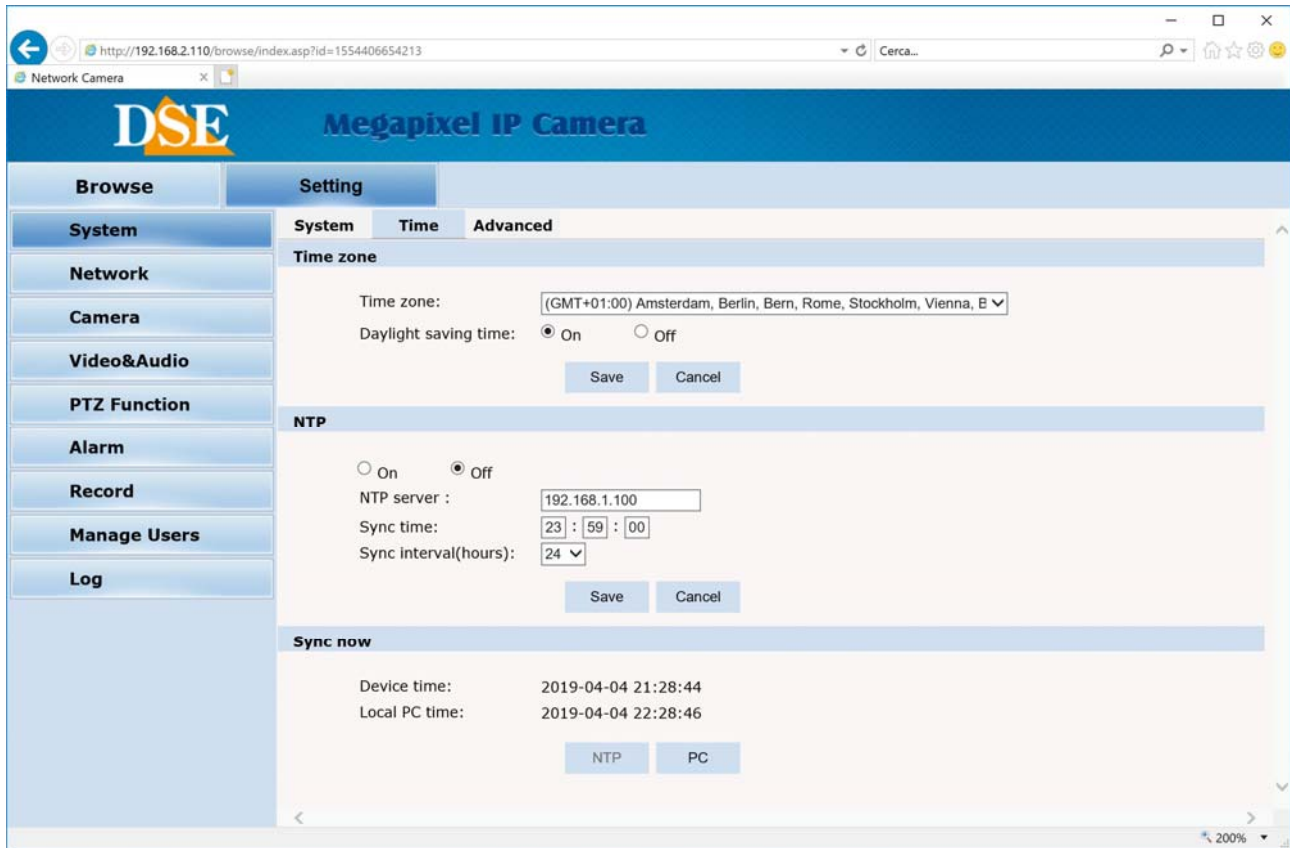 http://192.168.2.110/browse/index.asp?id=1554406654213 Cerca...
Network Camera
DSE Megapixel IP Camera
Browse Setting
System
Network
Camera
Video&Audio
PTZ Function
Alarm
Record
Manage Users
Log
System Time Advanced
Time zone
Time zone: (GMT+01:00) Amsterdam, Berlin, Bern, Rome, Stockholm, Vienna, B
Daylight saving time: On Off
Save Cancel
NTP
On Off
NTP server : 192.168.1.100
Sync time: 23 : 59 : 00
Sync interval(hours): 24
Save Cancel
Sync now
Device time: 2019-04-04 21:28:44
Local PC time: 2019-04-04 22:28:46
NTP PC
200%